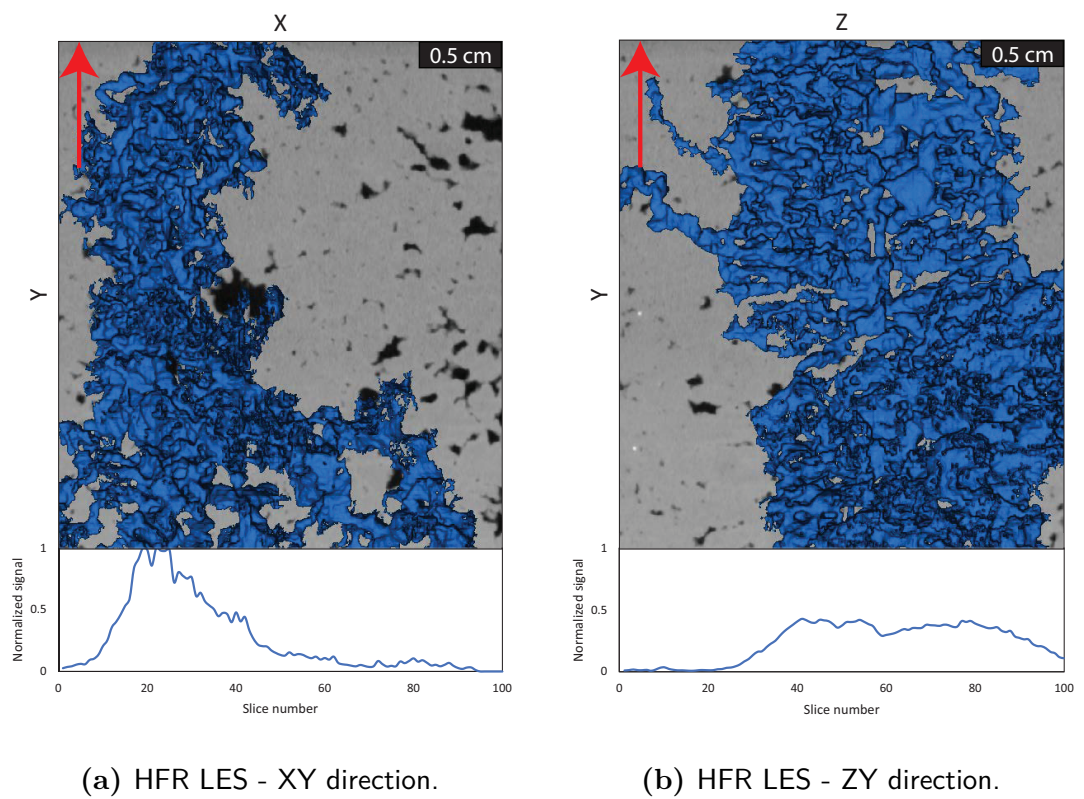 X
0.5 cm
Y
1
0.5
0
Normalized signal
0 20 40 60 80 100
Slice number
(a) HFR LES - XY direction.
Z
0.5 cm
Y
1
0.5
0
Normalized signal
0 20 40 60 80 100
Slice number
(b) HFR LES - ZY direction.